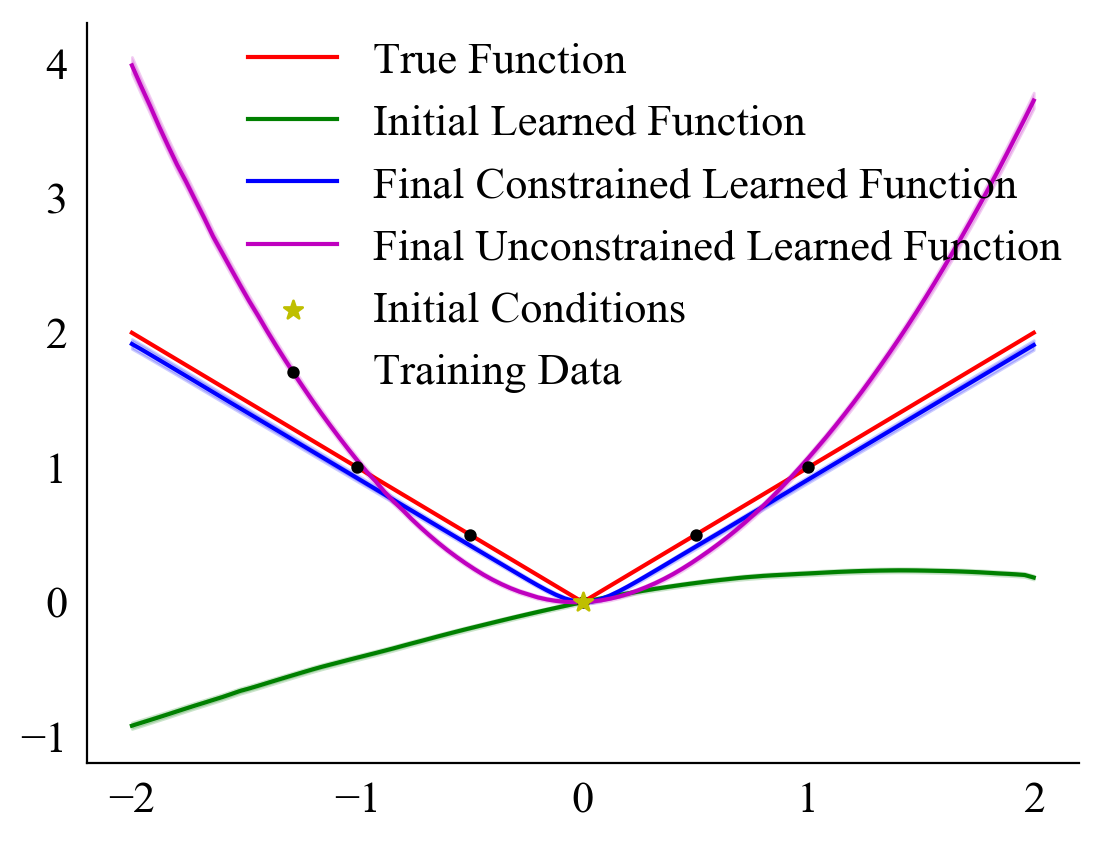 True Function
Initial Learned Function
Final Constrained Learned Function
Final Unconstrained Learned Function
Initial Conditions
Training Data
4
3
2
1
0
−1
−2 −1 0 1 2